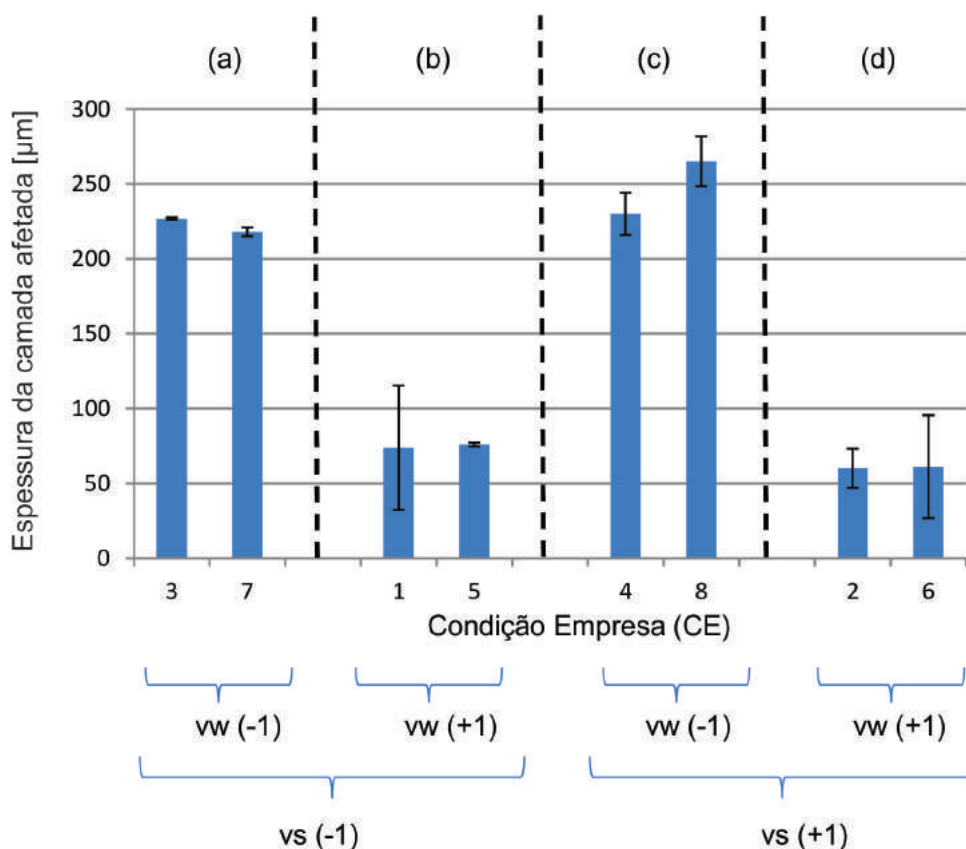 (a) (b) (c) (d)
Espessura da camada afetada [µm]
300
250
200
150
100
50
0
3 7 1 5 4 8 2 6
Condição Empresa (CE)
vw (-1) vw (+1) vw (-1) vw (+1)
vs (-1) vs (+1)